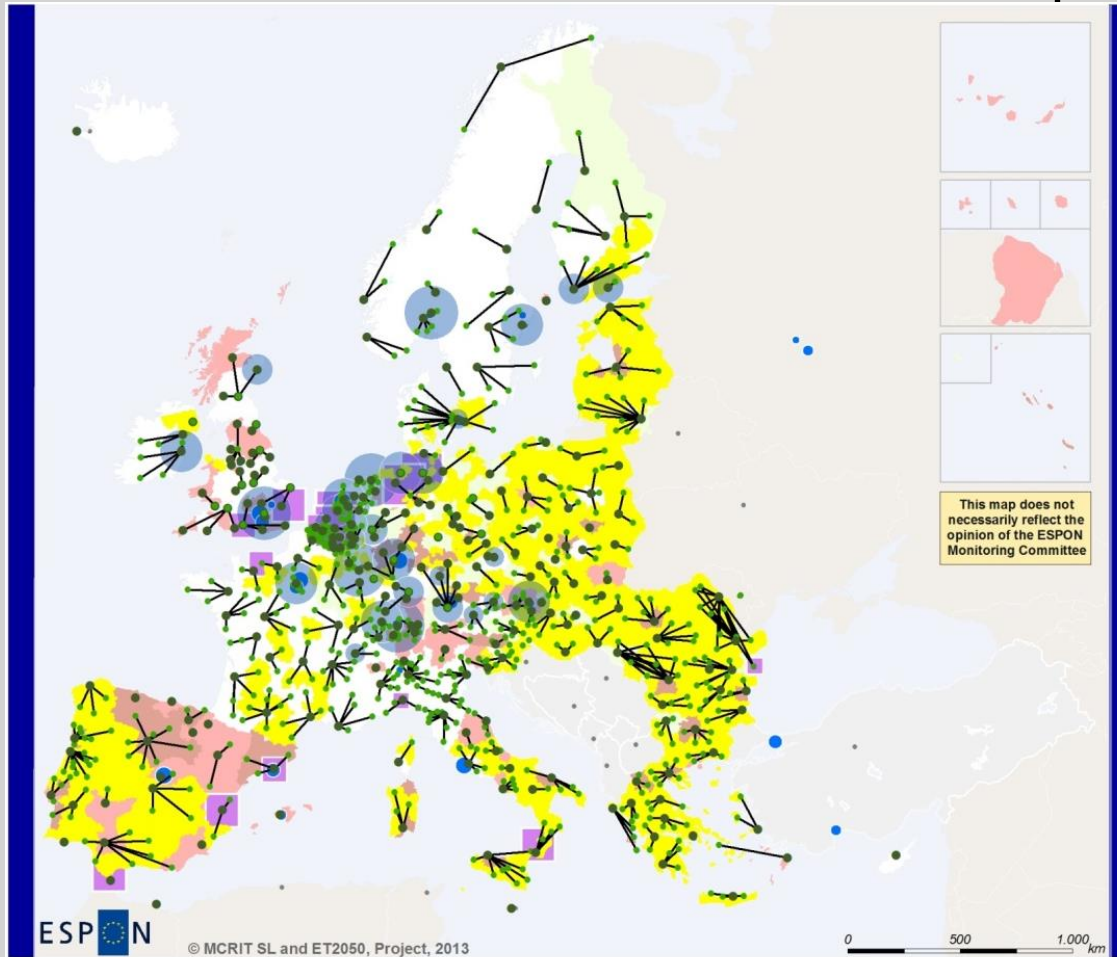 This map does not
necessarily reflect the
opinion of the ESPON
Monitoring Committee
ESPON
© MCRIT SL and ET2050, Project, 2013
0 500 1.000
km